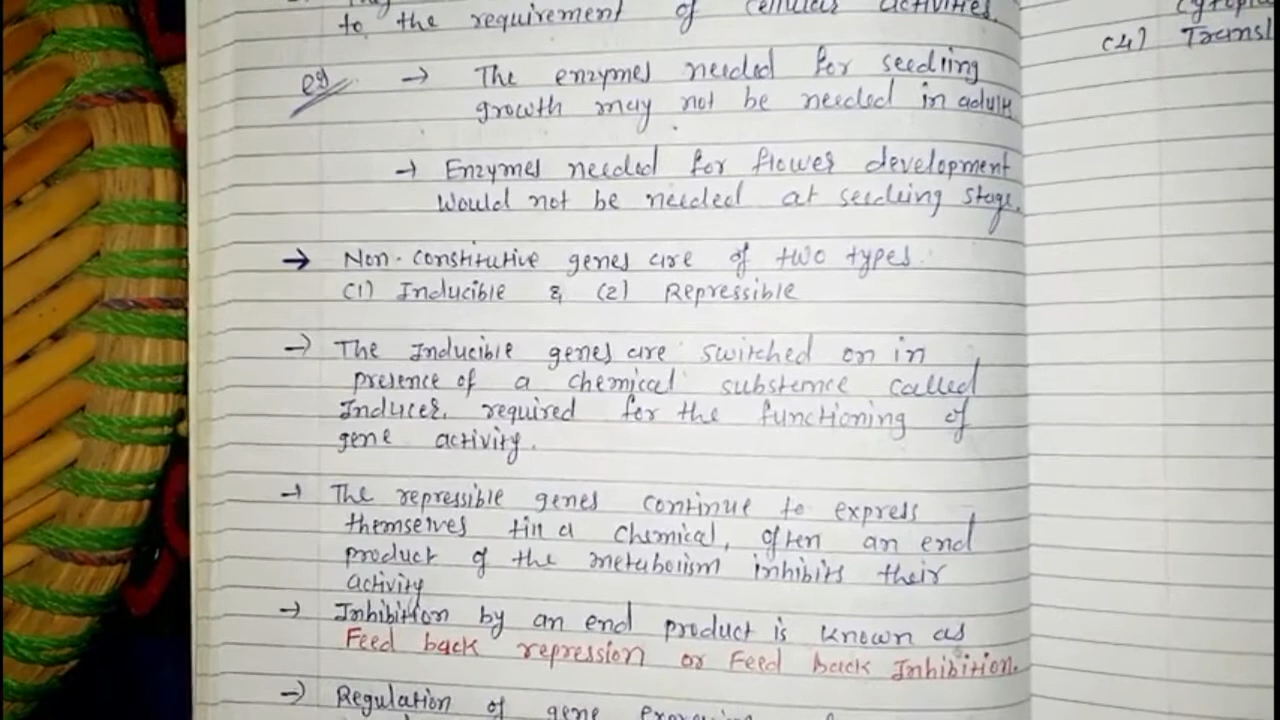 to the requirement of cellular activities.
eg → The enzymes needed for seedling
growth may not be needed in adult
→ Enzymes needed for flower development
Would not be needed at seedling stage.
→ Non-constitutive genes are of two types.
(1) Inducible & (2) Repressible
→ The Inducible genes are switched on in
presence of a chemical substance called
Inducer, required for the functioning of
gene activity.
→ The repressible genes continue to express
themselves till a chemical, often an end
product of the metabolism inhibits their
activity
→ Inhibition by an end product is known as
Feed back repression or Feed back Inhibition.
→ Regulation of gene
(4) Transl